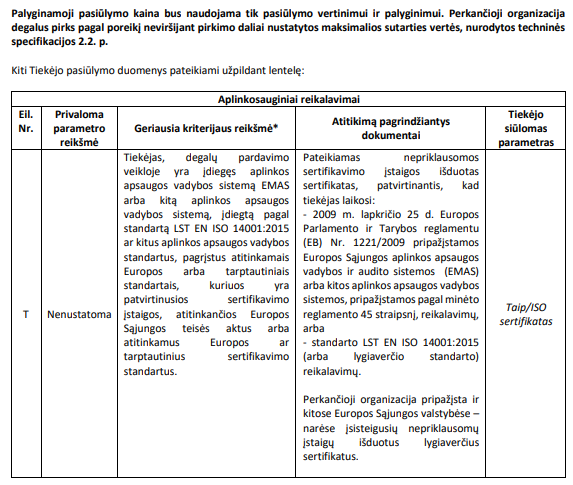 Palyginamoji pasiūlymo kaina bus naudojama tik pasiūlymo vertinimui ir palyginimui. Perkančioji organizacija
degalus pirks pagal poreikį neviršijant pirkimo daliai nustatytos maksimalios sutarties vertės, nurodytos techninės
specifikacijos 2.2. p.
Kiti Tiekėjo pasiūlymo duomenys pateikiami užpildant lentelę:
Aplinkosauginiai reikalavimai
Eil.
Nr.
Privaloma
parametro
reikšmė
Geriausia kriterijaus reikšmė*
Atitikimą pagrindžiantys
dokumentai
Tiekėjo
siūlomas
parametras
T
Nenustatoma
Tiekėjas, degalų pardavimo
veikloje yra įdiegęs aplinkos
apsaugos vadybos sistemą EMAS
arba kitą aplinkos apsaugos
vadybos sistemą, įdiegtą pagal
standartą LST EN ISO 14001:2015
ar kitus aplinkos apsaugos vadybos
standartus, pagrįstus atitinkamais
Europos arba tarptautiniais
standartais, kuriuos yra
patvirtinusios sertifikavimo
įstaigos, atitinkančios Europos
Sąjungos teisės aktus arba
atitinkamus Europos ar
tarptautinius sertifikavimo
standartus.
Pateikiamas nepriklausomos
sertifikavimo įstaigos išduotas
sertifikatas, patvirtinantis, kad
tiekėjas laikosi:
- 2009 m. lapkričio 25 d. Europos
Parlamento ir Tarybos reglamentu
(EB) Nr. 1221/2009 pripažįstamos
Europos Sąjungos aplinkos apsaugos
vadybos ir audito sistemos (EMAS)
arba kitos aplinkos apsaugos vadybos
sistemos, pripažįstamos pagal minėto
reglamento 45 straipsnį, reikalavimų,
arba
- standarto LST EN ISO 14001:2015
(arba lygiaverčio standarto)
reikalavimų.
Perkančioji organizacija pripažįsta ir
kitose Europos Sąjungos valstybėse –
narėse įsisteigusių nepriklausomų
įstaigų išduotus lygiaverčius
sertifikatus.
Taip/ISO
sertifikatas